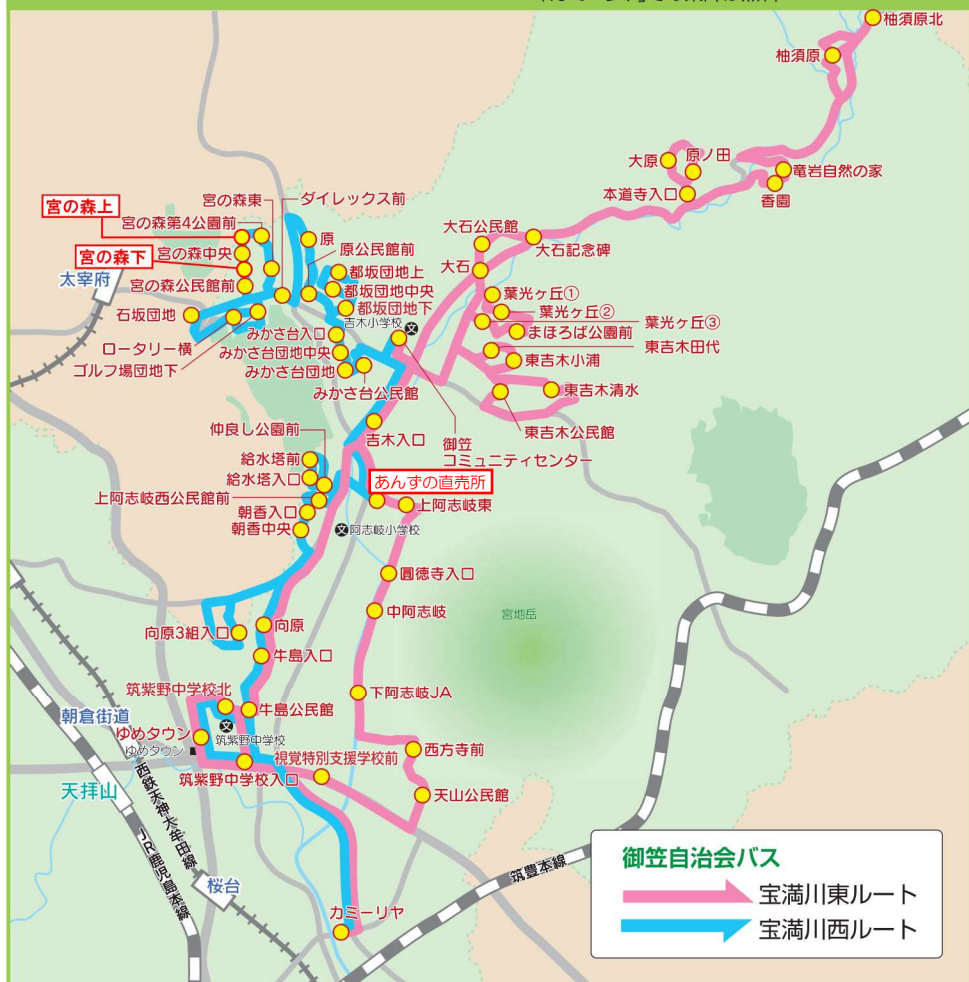 柚須原北
柚須原
大原
原ノ田
本道寺入口
竜岩自然の家
香園
宮の森東
ダイレックス前
宮の森上
宮の森第4公園前
原
大石公民館
大石記念碑
宮の森中央
原公民館前
宮の森下
大石
都坂団地上
太宰府
宮の森公民館前
都坂団地中央
葉光ヶ丘①
石坂団地
都坂団地下
葉光ヶ丘②
吉木小学校
文
葉光ヶ丘③
みかさ台入口
まほろば公園前
ロータリー横
みかさ台団地中央
東吉木田代
ゴルフ場団地下
みかさ台団地
東吉木小浦
みかさ台公民館
東吉木清水
仲良し公園前
吉木入口
東吉木公民館
御笠
コミュニティセンター
給水塔前
給水塔入口
あんずの直売所
上阿志岐西公民館前
上阿志岐東
朝香入口
朝香中央
文
阿志岐小学校
圓徳寺入口
中阿志岐
宮地岳
向原3組入口
向原
牛島入口
筑紫野中学校北
下阿志岐JA
朝倉街道
牛島公民館
ゆめタウン
文
ゆめタウン
筑紫野中学校
視覚特別支援学校前
西方寺前
筑紫野中学校入口
天拝山
天山公民館
西鉄天神大牟田線
JR鹿児島本線
筑豊本線
桜台
カミーリヤ
御笠自治会バス
宝満川東ルート
宝満川西ルート